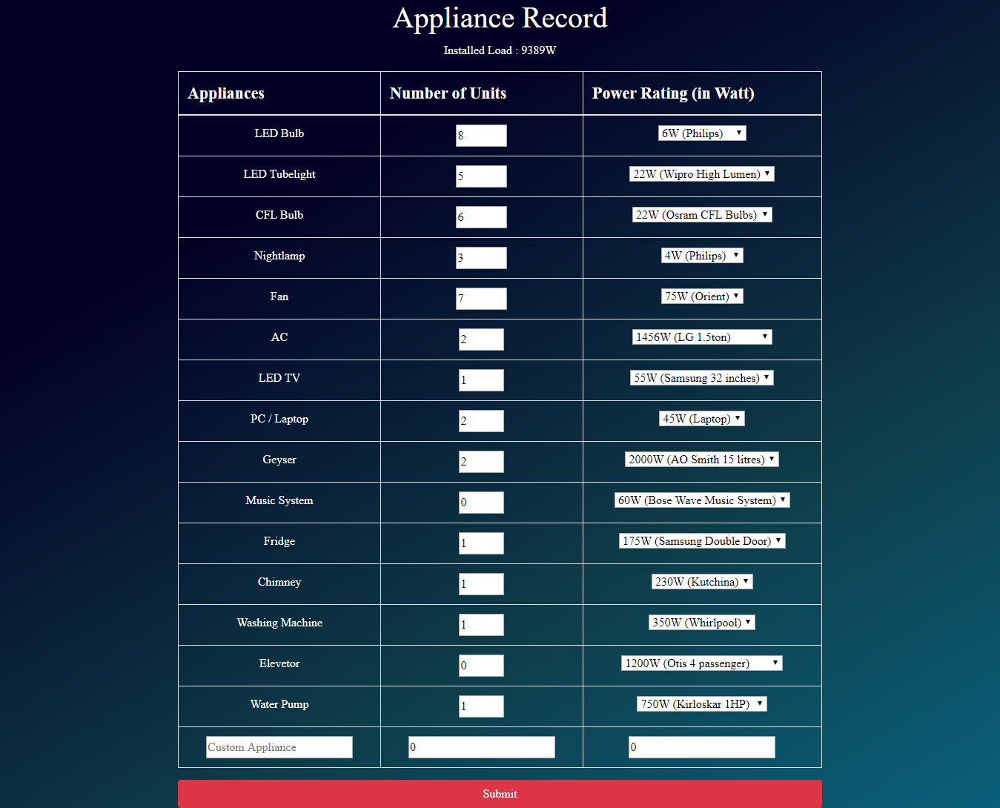 Appliance Record
Installed Load : 9389W
Appliances Number of Units Power Rating (in Watt)
LED Bulb 8 6W (Philips)
LED Tubelight 5 22W (Wipro High Lumen)
CFL Bulb 6 22W (Osram CFL Bulbs)
Nightlamp 3 4W (Philips)
Fan 7 75W (Orient)
AC 2 1456W (LG 1.5ton)
LED TV 1 55W (Samsung 32 inches)
PC / Laptop 2 45W (Laptop)
Geyser 2 2000W (AO Smith 15 litres)
Music System 0 60W (Bose Wave Music System)
Fridge 1 175W (Samsung Double Door)
Chimney 1 230W (Kutchina)
Washing Machine 1 350W (Whirlpool)
Elevetor 0 1200W (Otis 4 passenger)
Water Pump 1 750W (Kirloskar 1HP)
Custom Appliance 0 0
Submit